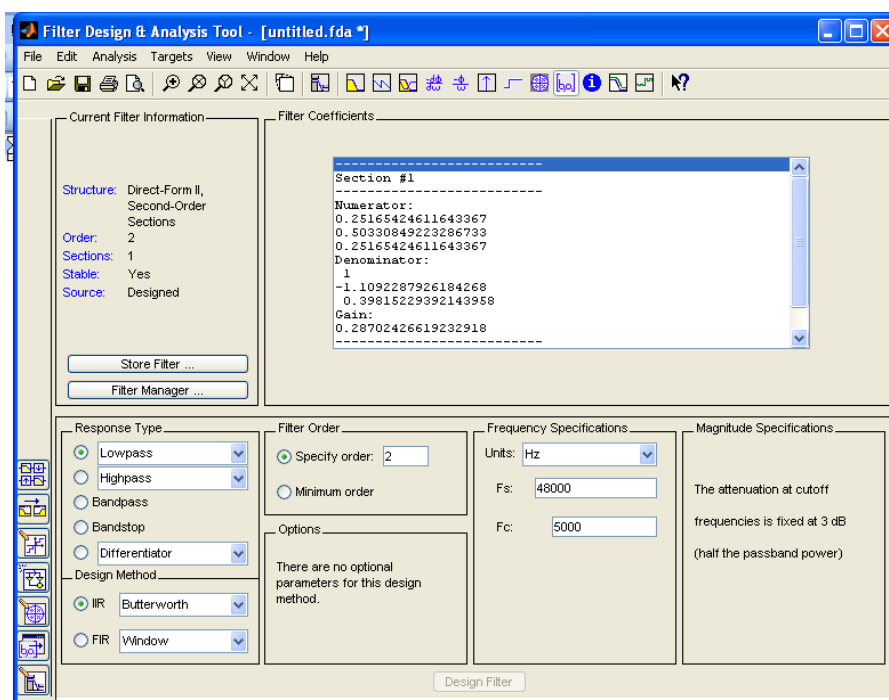 Filter Design & Analysis Tool - [untitled.fda *]
File Edit Analysis Targets View Window Help
Current Filter Information
Structure: Direct-Form II,
Second-Order
Sections
Order: 2
Sections: 1
Stable: Yes
Source: Designed
Store Filter ...
Filter Manager ...
Filter Coefficients
---------------------------
Section #1
---------------------------
Numerator:
0.25165424611643367
0.50330849223286733
0.25165424611643367
Denominator:
1
-1.1092287926184268
0.39815229392143958
Gain:
0.28702426619232918
---------------------------
Response Type
Lowpass
Highpass
Bandpass
Bandstop
Differentiator
Design Method
IIR Butterworth
FIR Window
Filter Order
Specify order: 2
Minimum order
Options
There are no optional
parameters for this design
method.
Frequency Specifications
Units: Hz
Fs: 48000
Fc: 5000
Magnitude Specifications
The attenuation at cutoff
frequencies is fixed at 3 dB
(half the passband power)
Design Filter